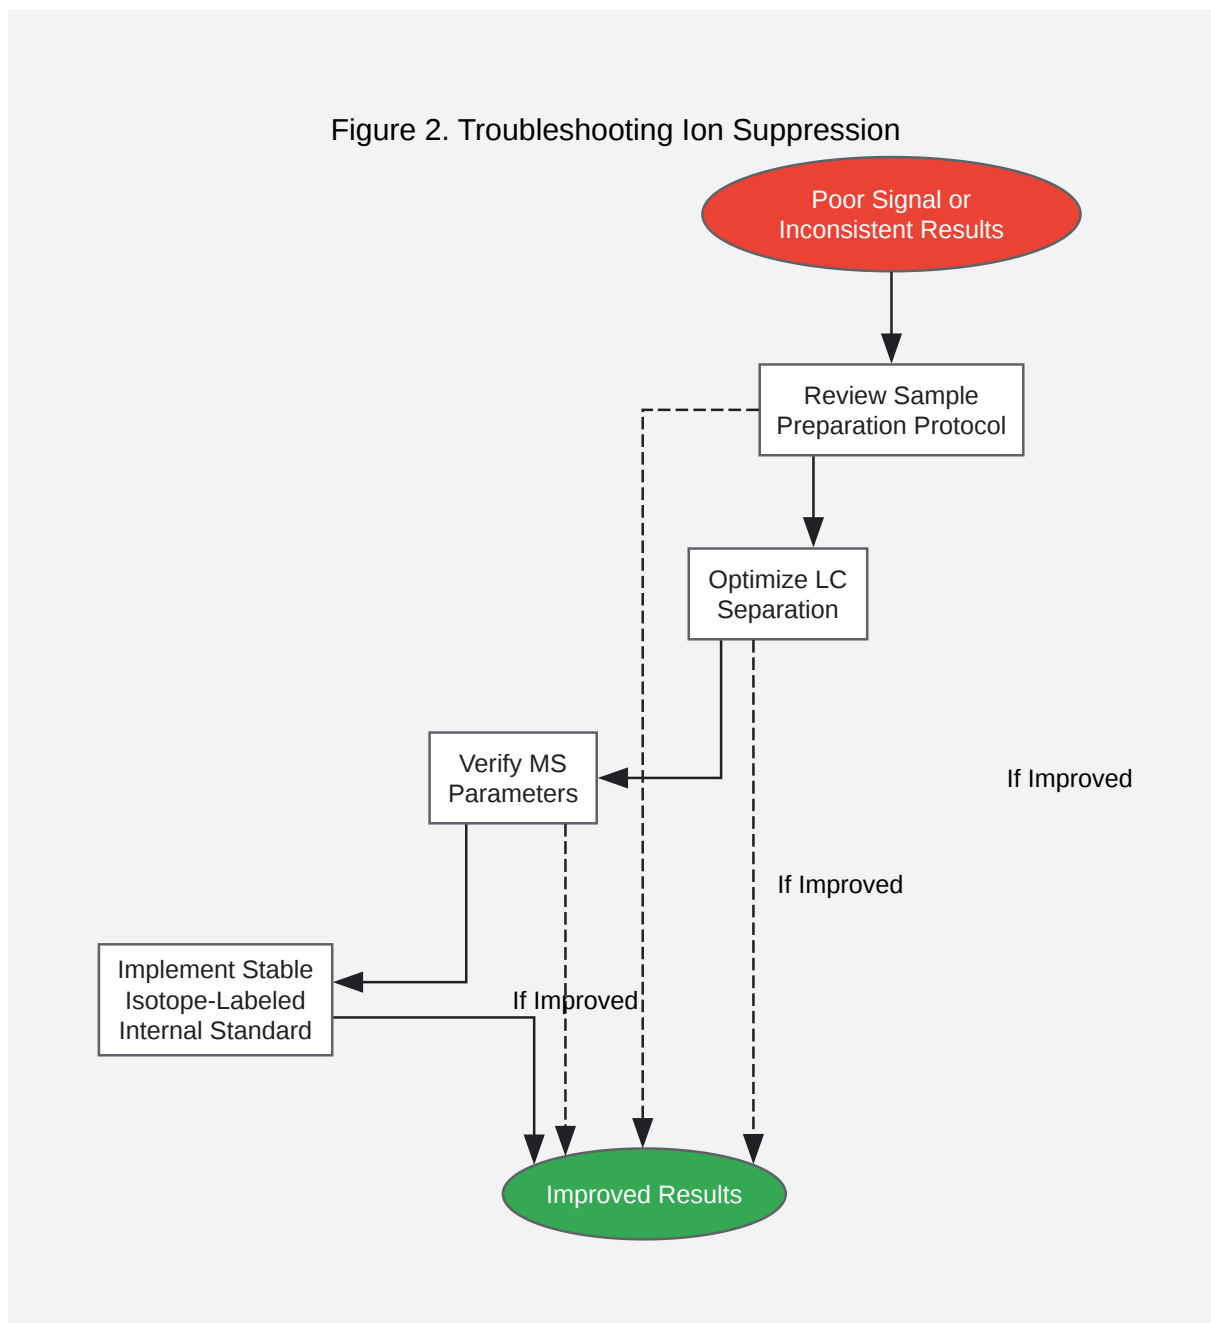 Figure 2. Troubleshooting Ion Suppression
Poor Signal or
Inconsistent Results
Review Sample
Preparation Protocol
Optimize LC
Separation
Verify MS
Parameters
If Improved
If Improved
Implement Stable
Isotope-Labeled
Internal Standard
If Improved
Improved Results